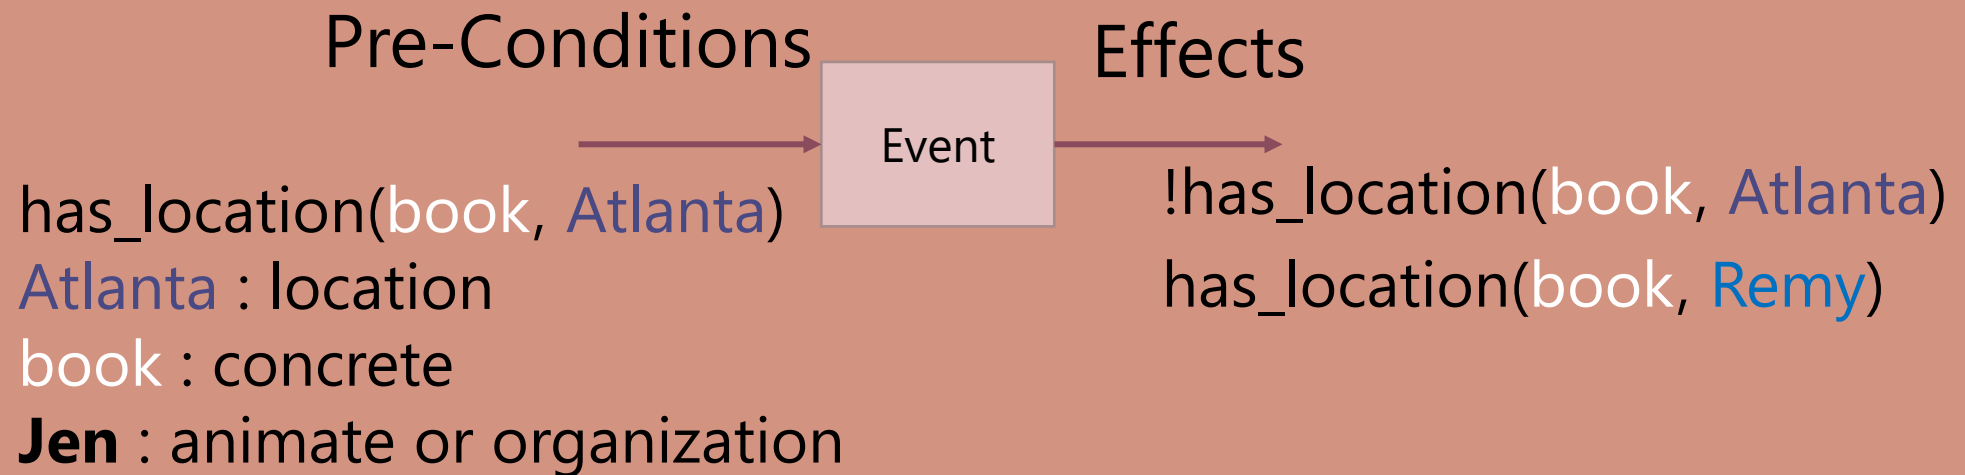 Pre-Conditions
Event
Effects
has_location(book, Atlanta)
Atlanta : location
book : concrete
Jen : animate or organization
!has_location(book, Atlanta)
has_location(book, Remy)